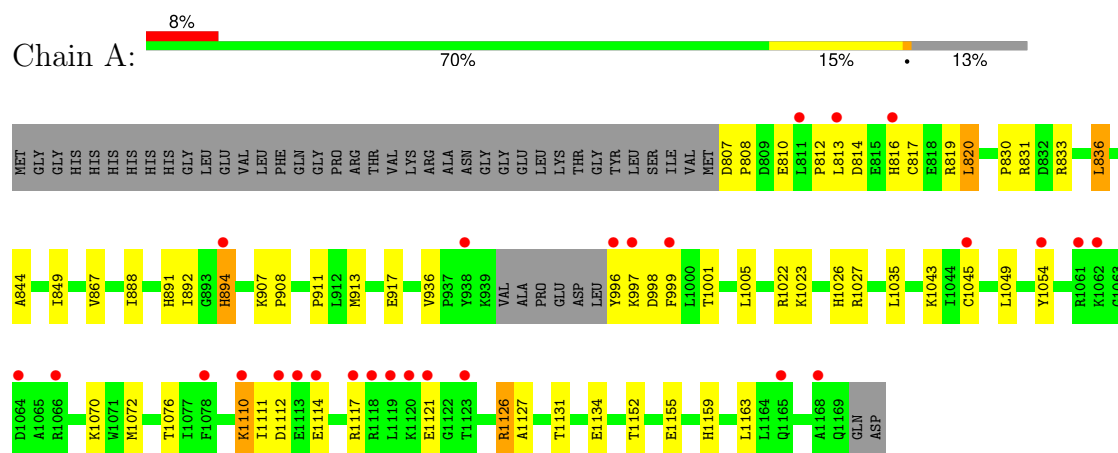 8%
Chain A:
70% 15% • 13%
MET GLY GLY HIS HIS HIS HIS HIS HIS HIS HIS GLY LEU GLU VAL LEU PHE GLN GLY PRO ARG THR VAL LYS ARG ALA ASN GLY GLY GLU LEU LYS THR GLY TYR LEU SER ILE VAL MET D807 P808 D809 E810 L811 P812 L813 D814 E815 H816 C817 E818 R819 L820 P830 R831 D832 R833 L836
A844 I849 V867 I888 H891 I892 G893 H894 K907 P908 P911 L912 M913 E917 V936 P937 Y938 K939 VAL ALA PRO GLU ASP LEU Y996 K997 D998 F999 L1000 T1001 L1005 R1022 K1023 H1026 R1027 L1035 K1043 I1044 C1045 L1049 Y1054 R1061 K1062 C1063
D1064 A1065 R1066 K1070 W1071 M1072 T1076 I1077 F1078 K1110 I1111 D1112 E1113 E1114 R1117 R1118 L1119 K1120 E1121 G1122 T1123 R1126 A1127 T1131 E1134 T1152 E1155 H1159 L1163 L1164 Q1165 A1168 Q1169 GLN ASP